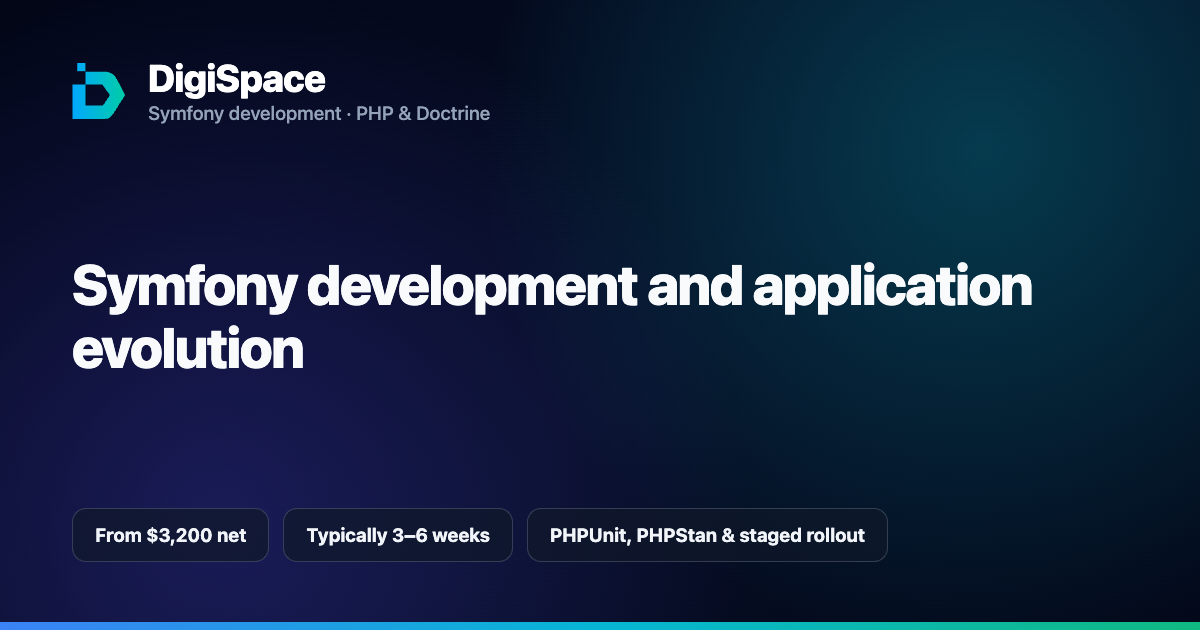 DigiSpace
Symfony development · PHP & Doctrine
Symfony development and application
evolution
From $3,200 net
Typically 3–6 weeks
PHPUnit, PHPStan & staged rollout